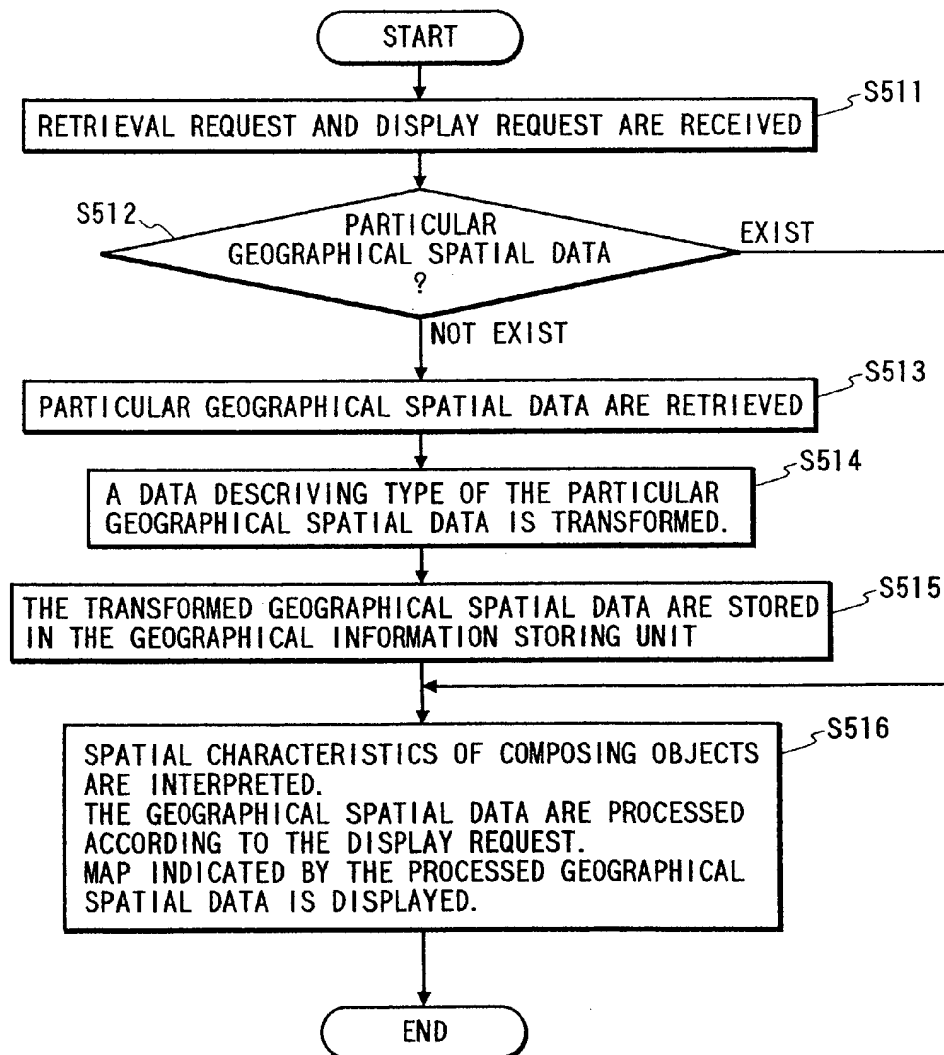 START
S511
RETRIEVAL REQUEST AND DISPLAY REQUEST ARE RECEIVED
S512
PARTICULAR
GEOGRAPHICAL SPATIAL DATA
?
EXIST
NOT EXIST
S513
PARTICULAR GEOGRAPHICAL SPATIAL DATA ARE RETRIEVED
S514
A DATA DESCRIVING TYPE OF THE PARTICULAR
GEOGRAPHICAL SPATIAL DATA IS TRANSFORMED.
S515
THE TRANSFORMED GEOGRAPHICAL SPATIAL DATA ARE STORED
IN THE GEOGRAPHICAL INFORMATION STORING UNIT
S516
SPATIAL CHARACTERISTICS OF COMPOSING OBJECTS
ARE INTERPRETED.
THE GEOGRAPHICAL SPATIAL DATA ARE PROCESSED
ACCORDING TO THE DISPLAY REQUEST.
MAP INDICATED BY THE PROCESSED GEOGRAPHICAL
SPATIAL DATA IS DISPLAYED.
END